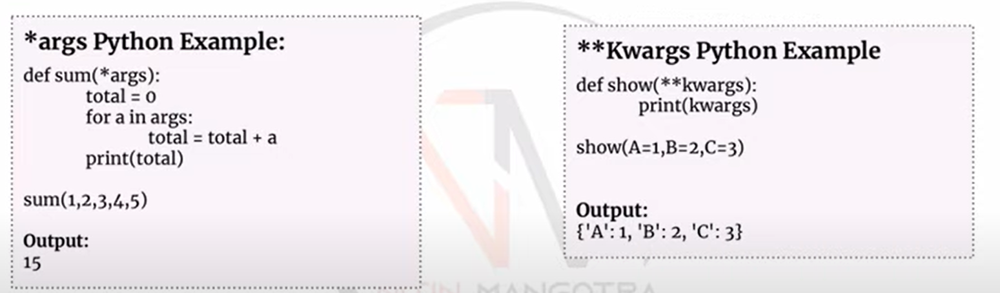 *args Python Example:
def sum(*args):
total = 0
for a in args:
total = total + a
print(total)
sum(1,2,3,4,5)
Output:
15
**Kwargs Python Example
def show(**kwargs):
print(kwargs)
show(A=1,B=2,C=3)
Output:
{'A': 1, 'B': 2, 'C': 3}
MANGOTRA